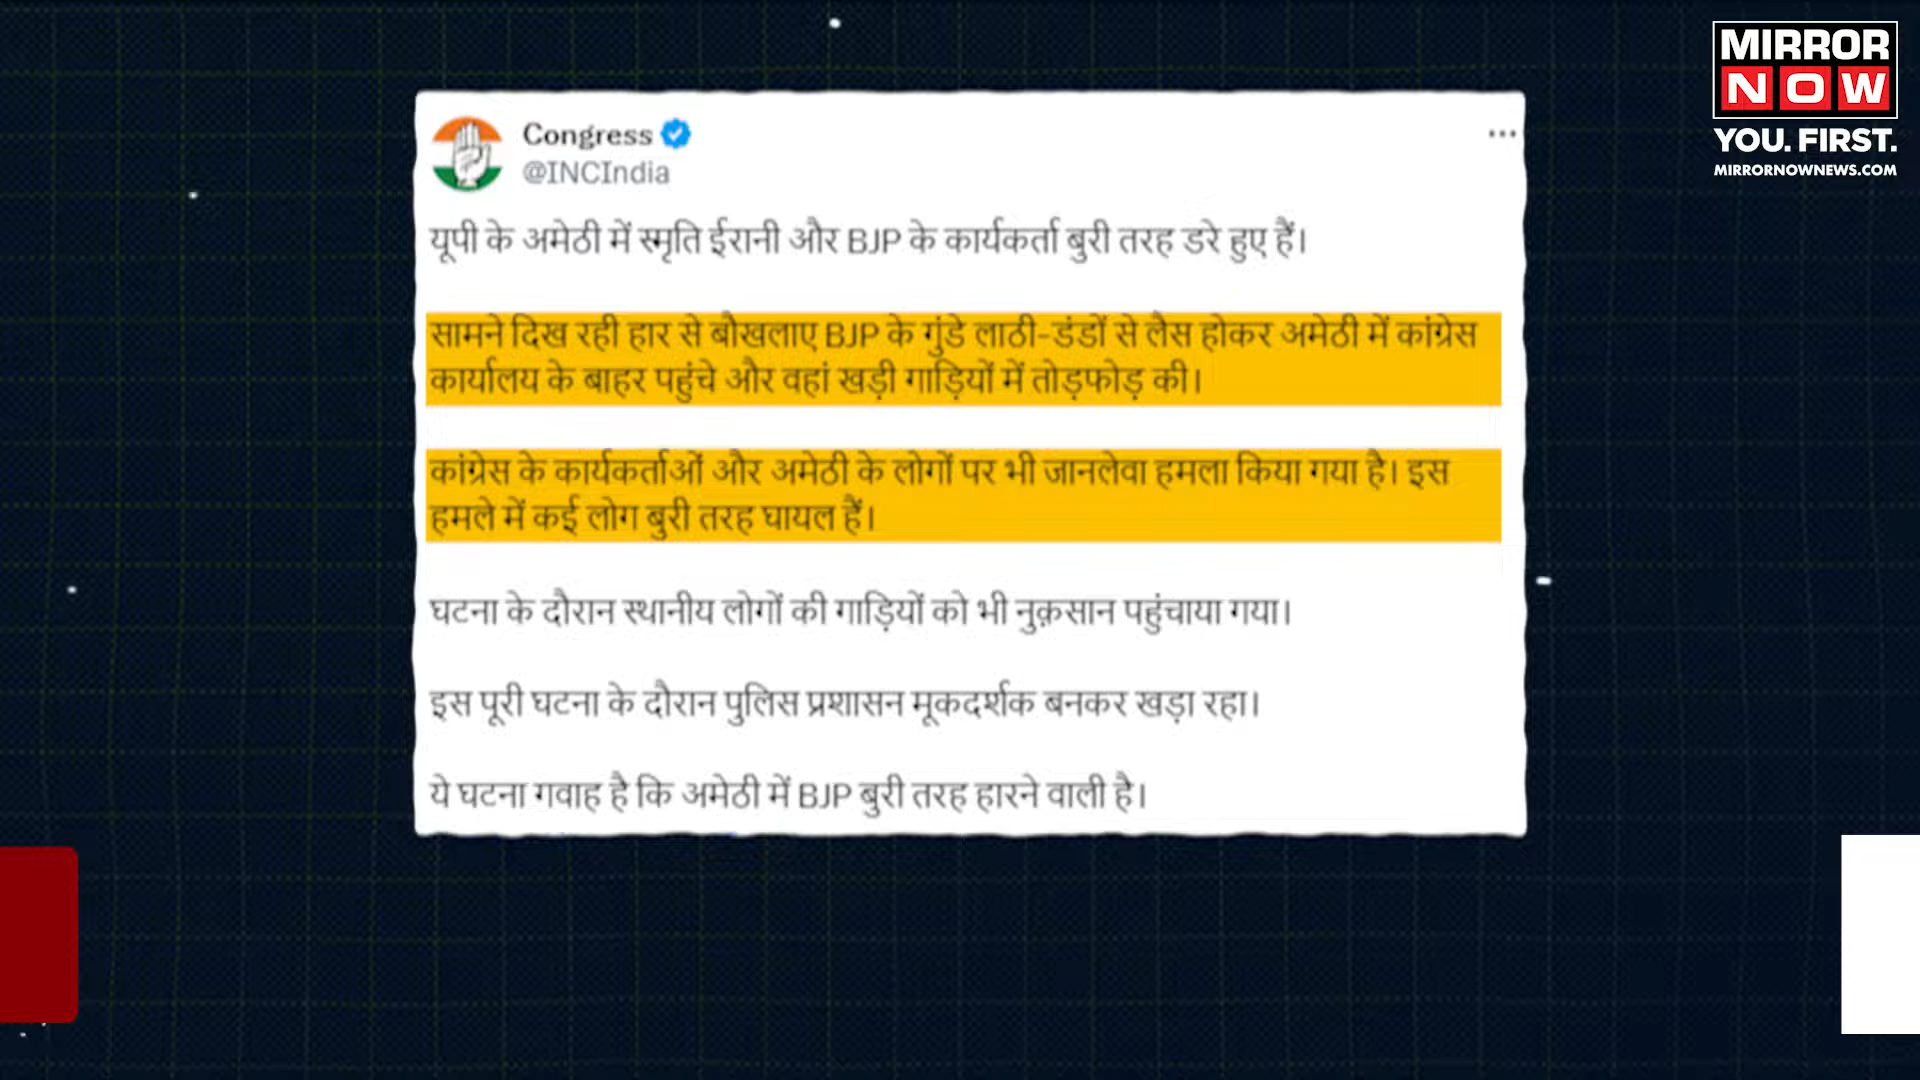 MIRROR
NOW
YOU. FIRST.
MIRRORNOWNEWS.COM
Congress
@INCIndia
यूपी के अमेठी में स्मृति ईरानी और BJP के कार्यकर्ता बुरी तरह डरे हुए हैं।
सामने दिख रही हार से बौखलाए BJP के गुंडे लाठी-डंडों से लैस होकर अमेठी में कांग्रेस
कार्यालय के बाहर पहुंचे और वहां खड़ी गाड़ियों में तोड़फोड़ की।
कांग्रेस के कार्यकर्ताओं और अमेठी के लोगों पर भी जानलेवा हमला किया गया है। इस
हमले में कई लोग बुरी तरह घायल हैं।
घटना के दौरान स्थानीय लोगों की गाड़ियों को भी नुक़सान पहुंचाया गया।
इस पूरी घटना के दौरान पुलिस प्रशासन मूकदर्शक बनकर खड़ा रहा।
ये घटना गवाह है कि अमेठी में BJP बुरी तरह हारने वाली है।